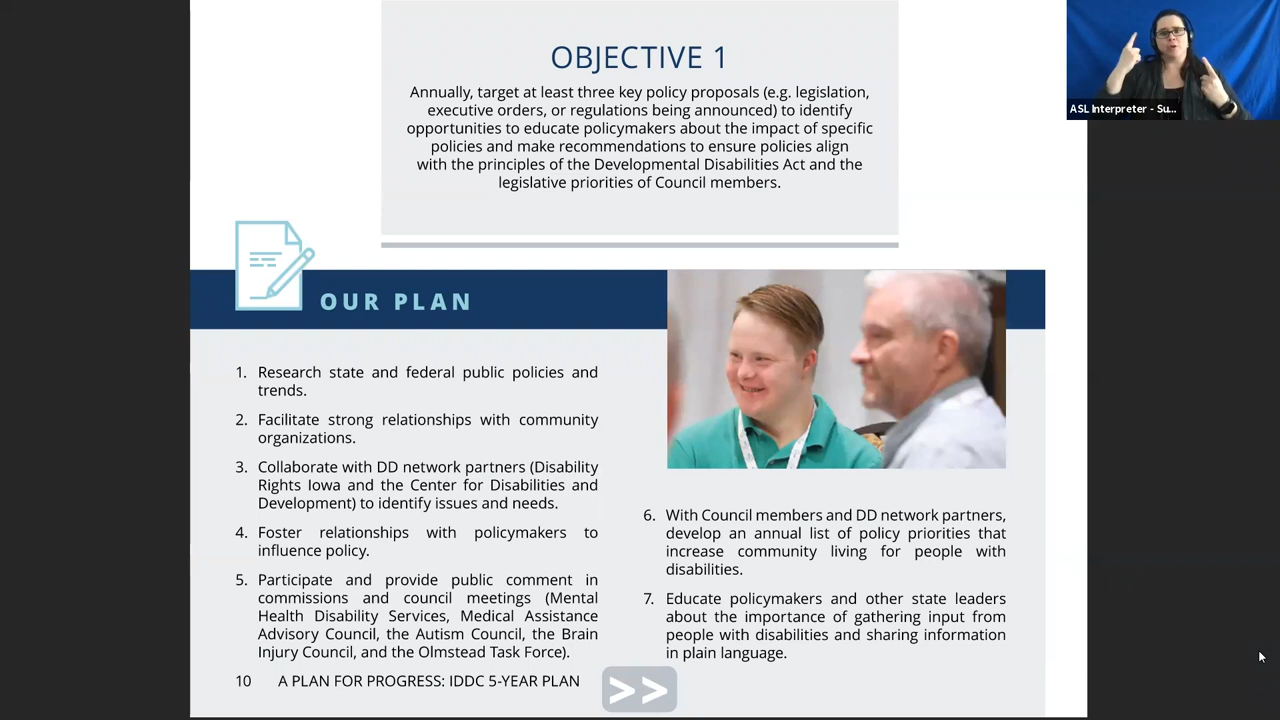 OBJECTIVE 1
Annually, target at least three key policy proposals (e.g. legislation,
executive orders, or regulations being announced) to identify
opportunities to educate policymakers about the impact of specific
policies and make recommendations to ensure policies align
with the principles of the Developmental Disabilities Act and the
legislative priorities of Council members.
ASL Interpreter - Su...
OUR PLAN
1. Research state and federal public policies and
trends.
2. Facilitate strong relationships with community
organizations.
3. Collaborate with DD network partners (Disability
Rights Iowa and the Center for Disabilities and
Development) to identify issues and needs.
4. Foster relationships with policymakers to
influence policy.
5. Participate and provide public comment in
commissions and council meetings (Mental
Health Disability Services, Medical Assistance
Advisory Council, the Autism Council, the Brain
Injury Council, and the Olmstead Task Force).
6. With Council members and DD network partners,
develop an annual list of policy priorities that
increase community living for people with
disabilities.
7. Educate policymakers and other state leaders
about the importance of gathering input from
people with disabilities and sharing information
in plain language.
10 A PLAN FOR PROGRESS: IDDC 5-YEAR PLAN
>>